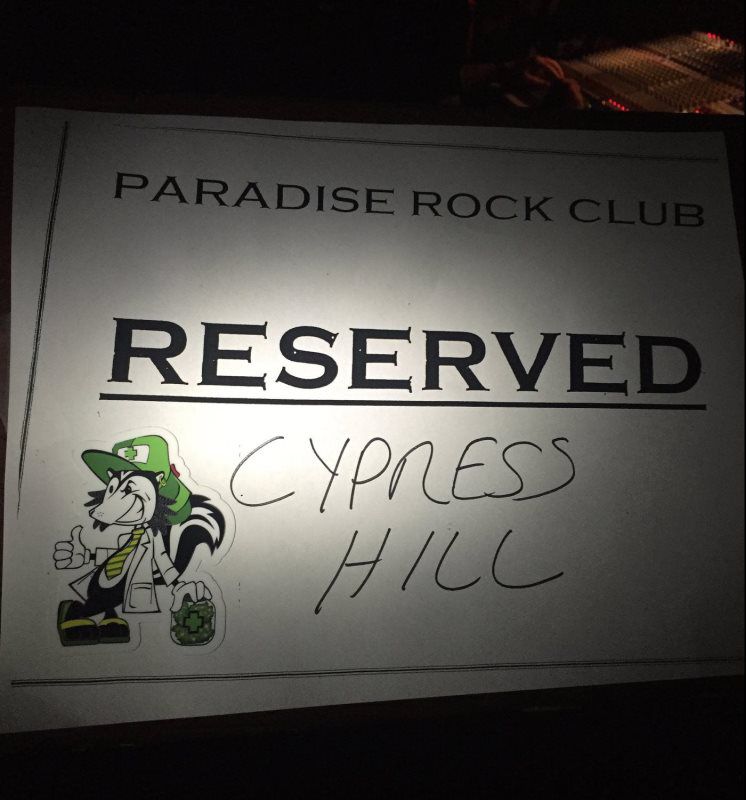 PARADISE ROCK CLUB
RESERVED
CYPRESS
HILL